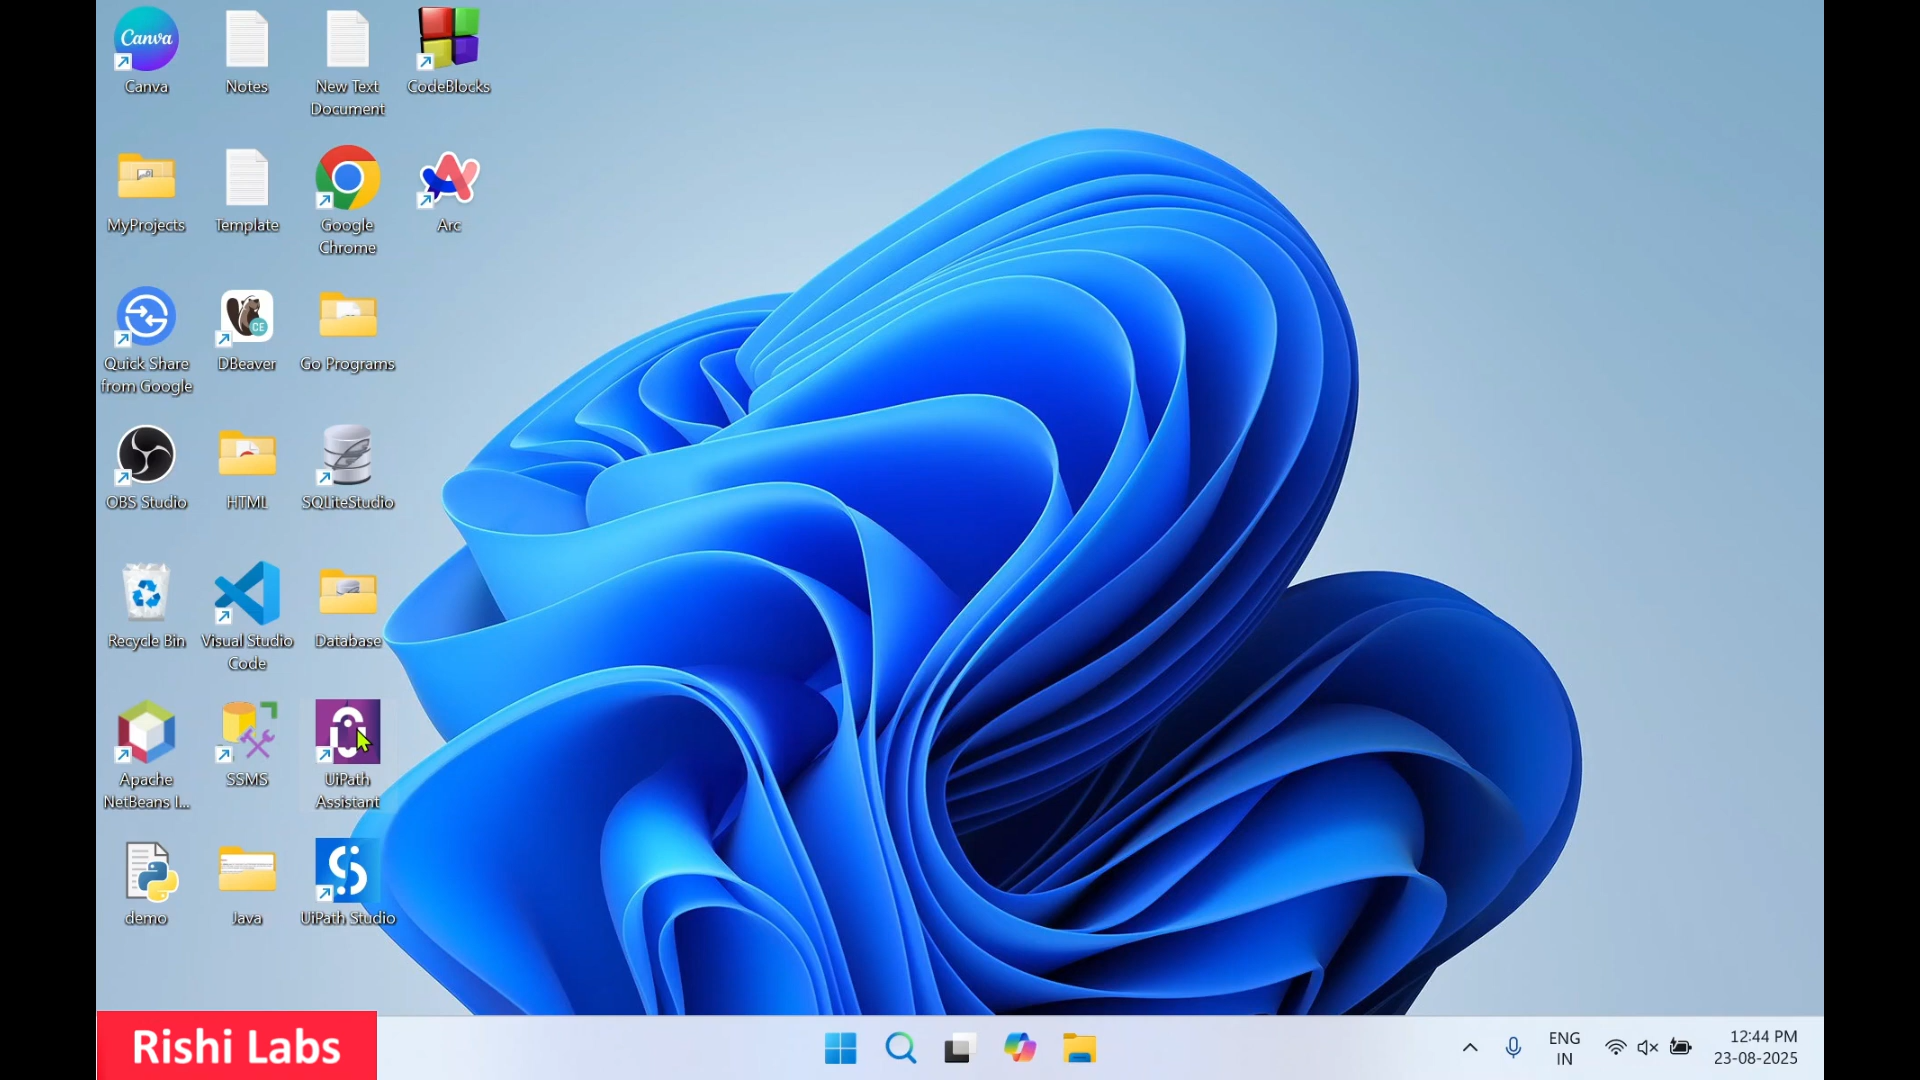 Canva
Canva
Notes
New Text
Document
CodeBlocks
MyProjects
Template
Google
Chrome
Arc
Quick Share
from Google
CE
DBeaver
Go Programs
OBS Studio
HTML
SQLiteStudio
Recycle Bin
Visual Studio
Code
Database
Apache
NetBeans I...
SSMS
UiPath
Assistant
demo
Java
UiPath Studio
Rishi Labs
ENG
IN
12:44 PM
23-08-2025